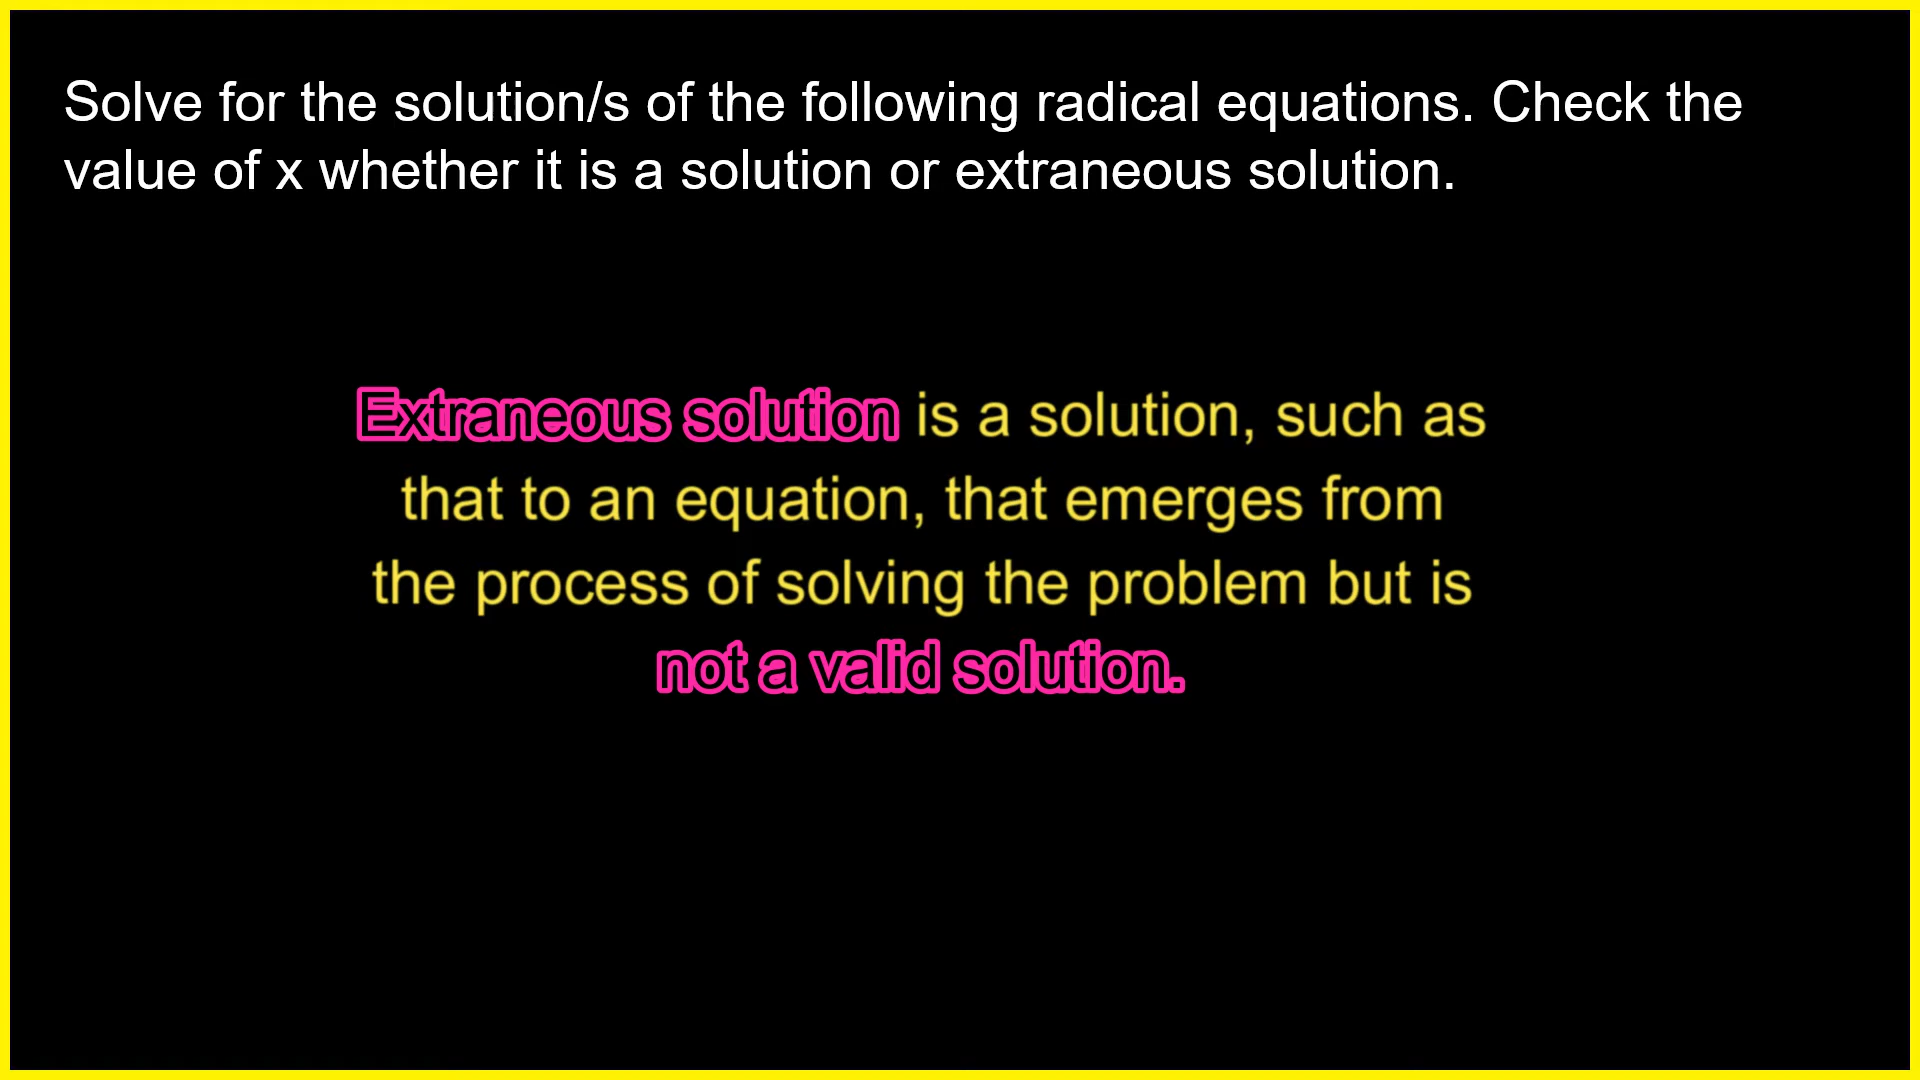 Solve for the solution/s of the following radical equations. Check the
value of x whether it is a solution or extraneous solution.
Extraneous solution is a solution, such as
that to an equation, that emerges from
the process of solving the problem but is
not a valid solution.